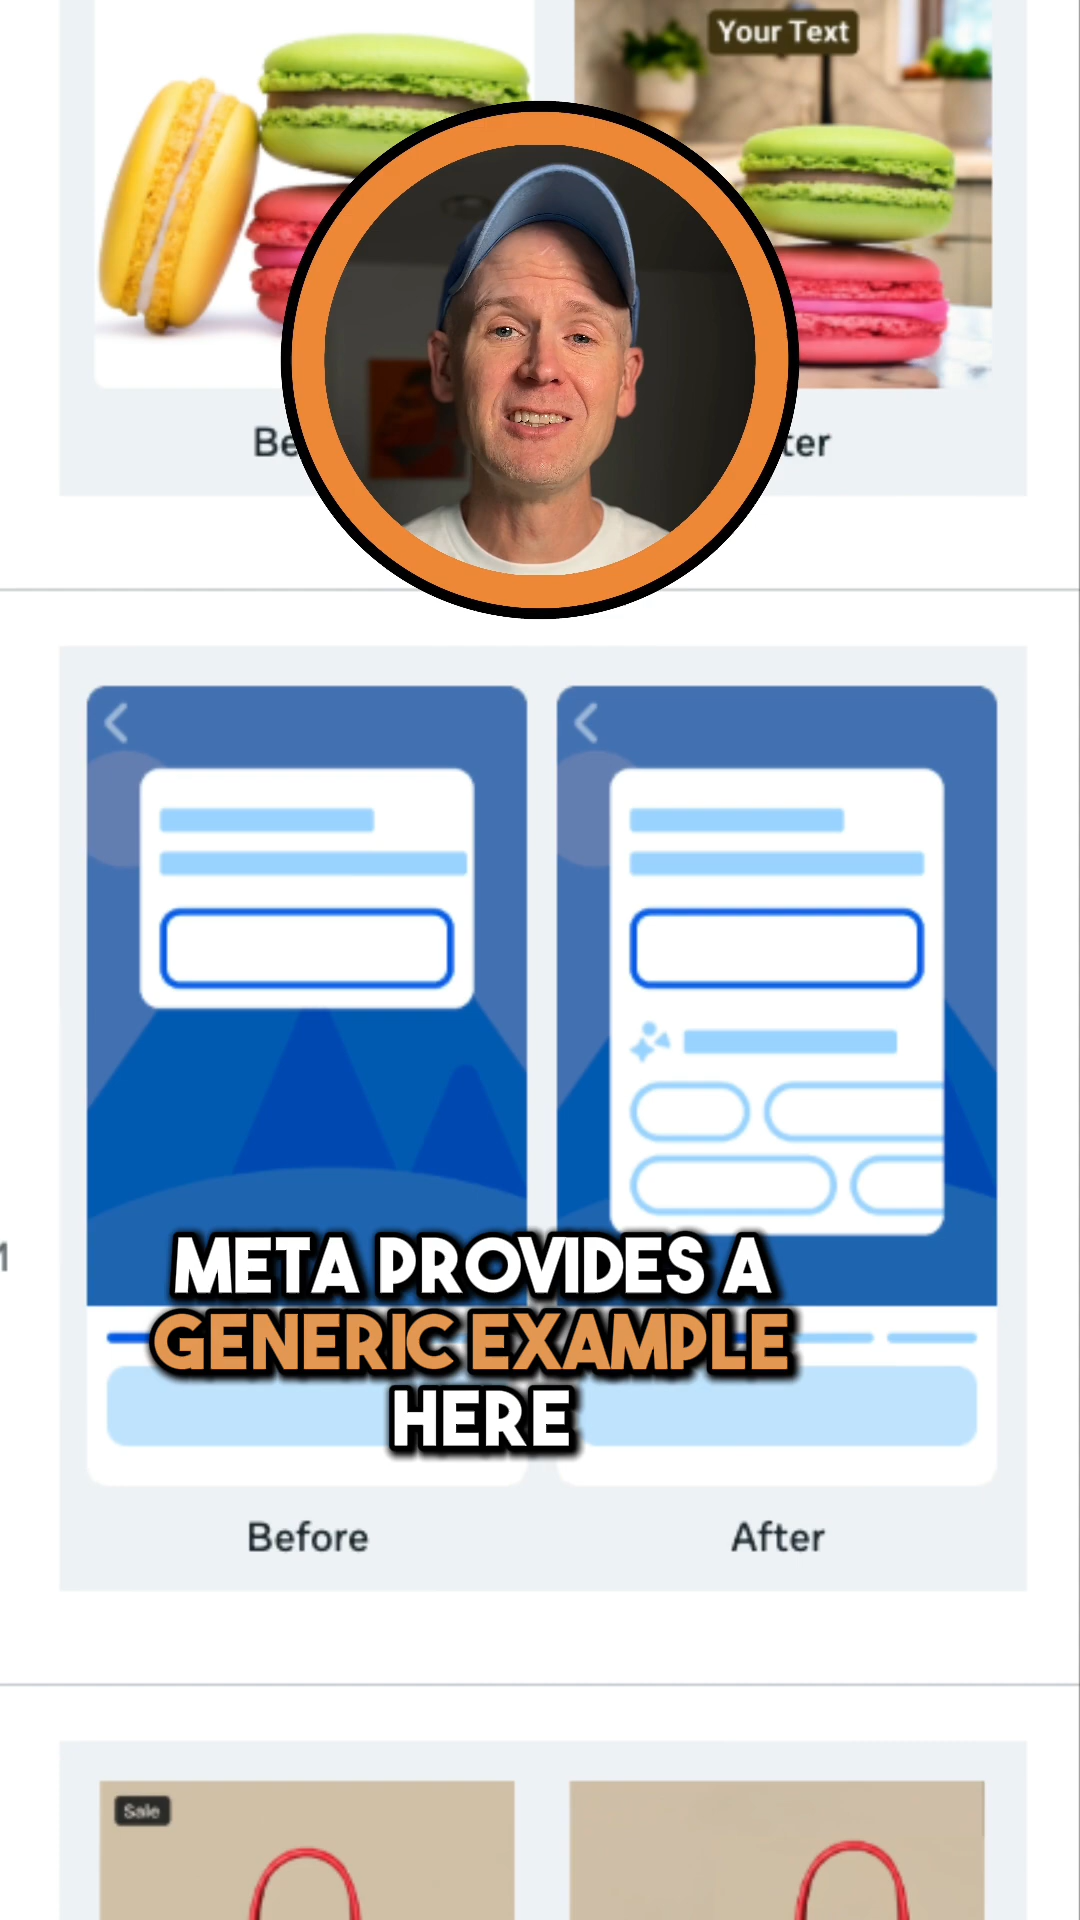 Your Text
Be
ter
META PROVIDES A
GENERIC EXAMPLE
HERE
Before
After
Sale